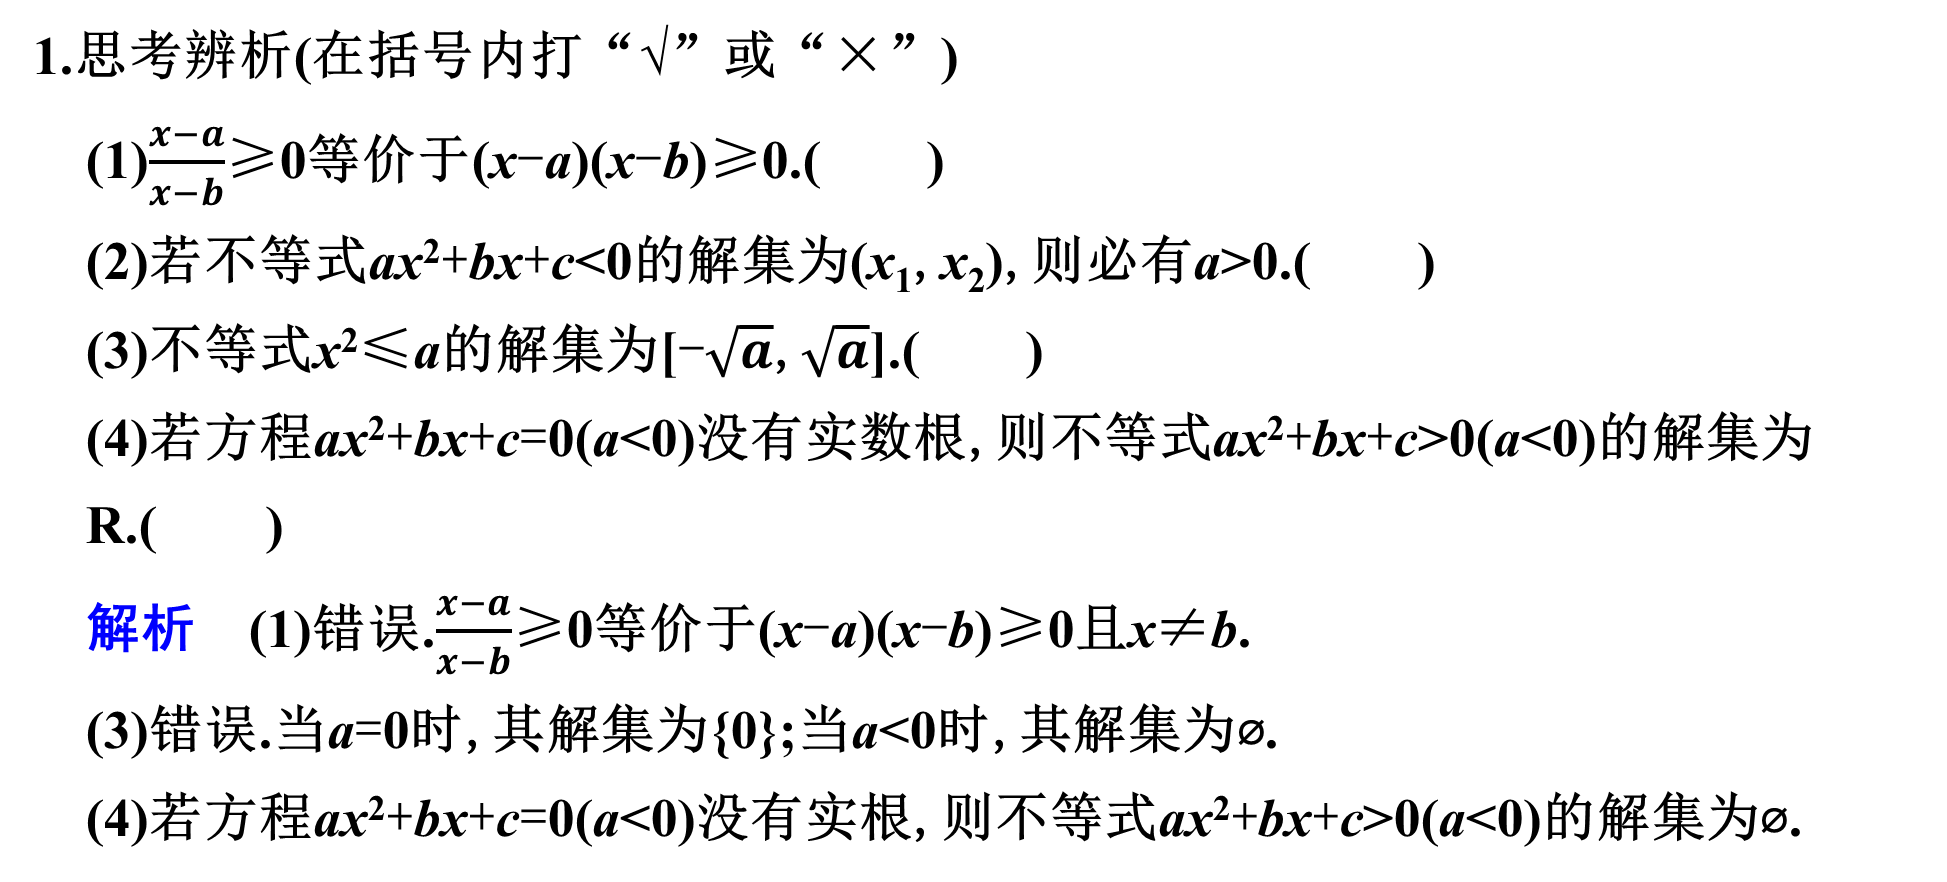 1.思考辨析(在括号内打“√”或“×”)
(1)$\frac{x-a}{x-b}$≥0等价于(x-a)(x-b)≥0.(　　)
(2)若不等式ax²+bx+c<0的解集为(x₁, x₂), 则必有a>0.(　　)
(3)不等式x²≤a的解集为[-√a, √a].(　　)
(4)若方程ax²+bx+c=0(a<0)没有实数根, 则不等式ax²+bx+c>0(a<0)的解集为
R.(　　)
解析　(1)错误.$\frac{x-a}{x-b}$≥0等价于(x-a)(x-b)≥0且x≠b.
(3)错误.当a=0时, 其解集为{0};当a<0时, 其解集为⌀.
(4)若方程ax²+bx+c=0(a<0)没有实根, 则不等式ax²+bx+c>0(a<0)的解集为⌀.